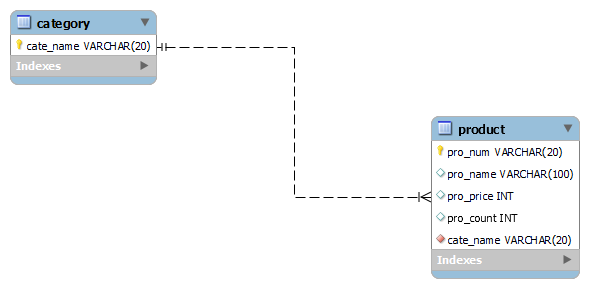 category
cate_name VARCHAR(20)
Indexes
product
pro_num VARCHAR(20)
pro_name VARCHAR(100)
pro_price INT
pro_count INT
cate_name VARCHAR(20)
Indexes